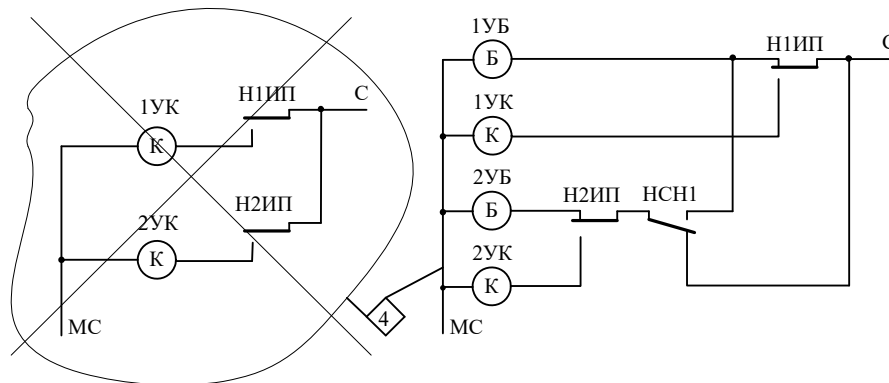 1УК
К
Н1ИП
С
2УК
К
Н2ИП
МС
4
1УБ
Б
Н1ИП
С
1УК
К
2УБ
Б
Н2ИП
НСН1
2УК
К
МС